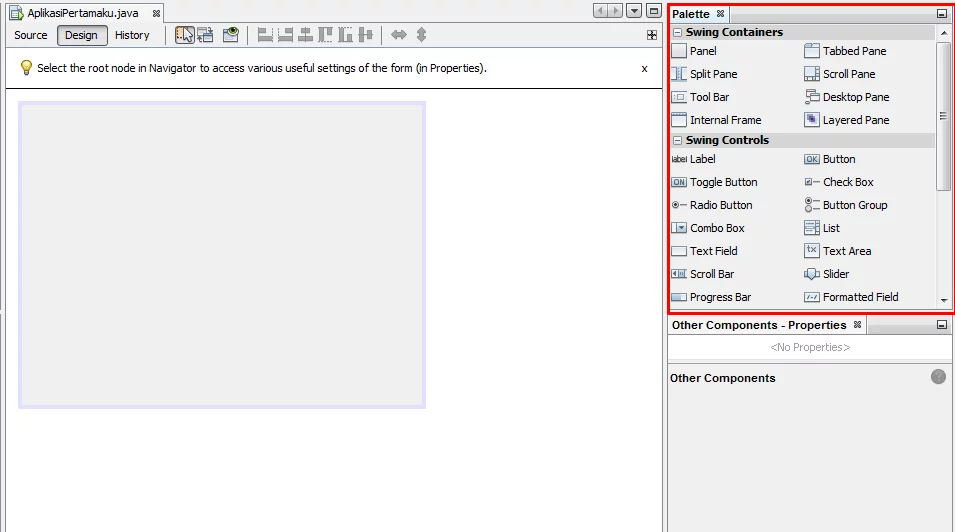 AplikasiPertamaku.java
Source Design History
Select the root node in Navigator to access various useful settings of the form (in Properties). x
Palette
Swing Containers
Panel Tabbed Pane
Split Pane Scroll Pane
Tool Bar Desktop Pane
Internal Frame Layered Pane
Swing Controls
label Label OK Button
ON Toggle Button Check Box
Radio Button Button Group
Combo Box List
Text Field tx Text Area
Scroll Bar Slider
Progress Bar Formatted Field
Other Components - Properties
<No Properties>
Other Components
?